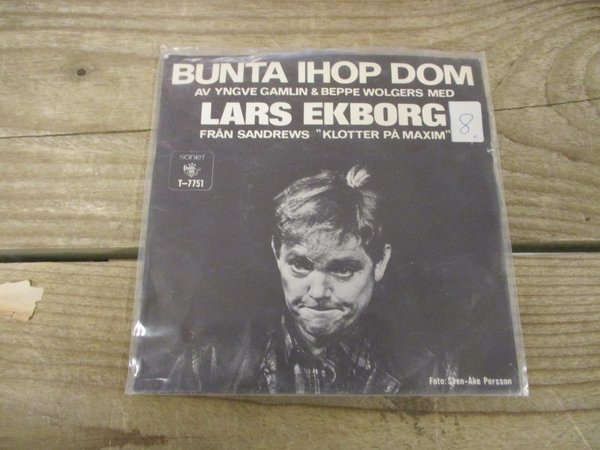 BUNTA IHOP DOM
AV YNGVE GAMLIN & BEPPE WOLGERS MED
LARS EKBORG
8.
FRÅN SANDREWS "KLOTTER PÅ MAXIM"
SONET
T-7751
Foto: Sven-Åke Persson